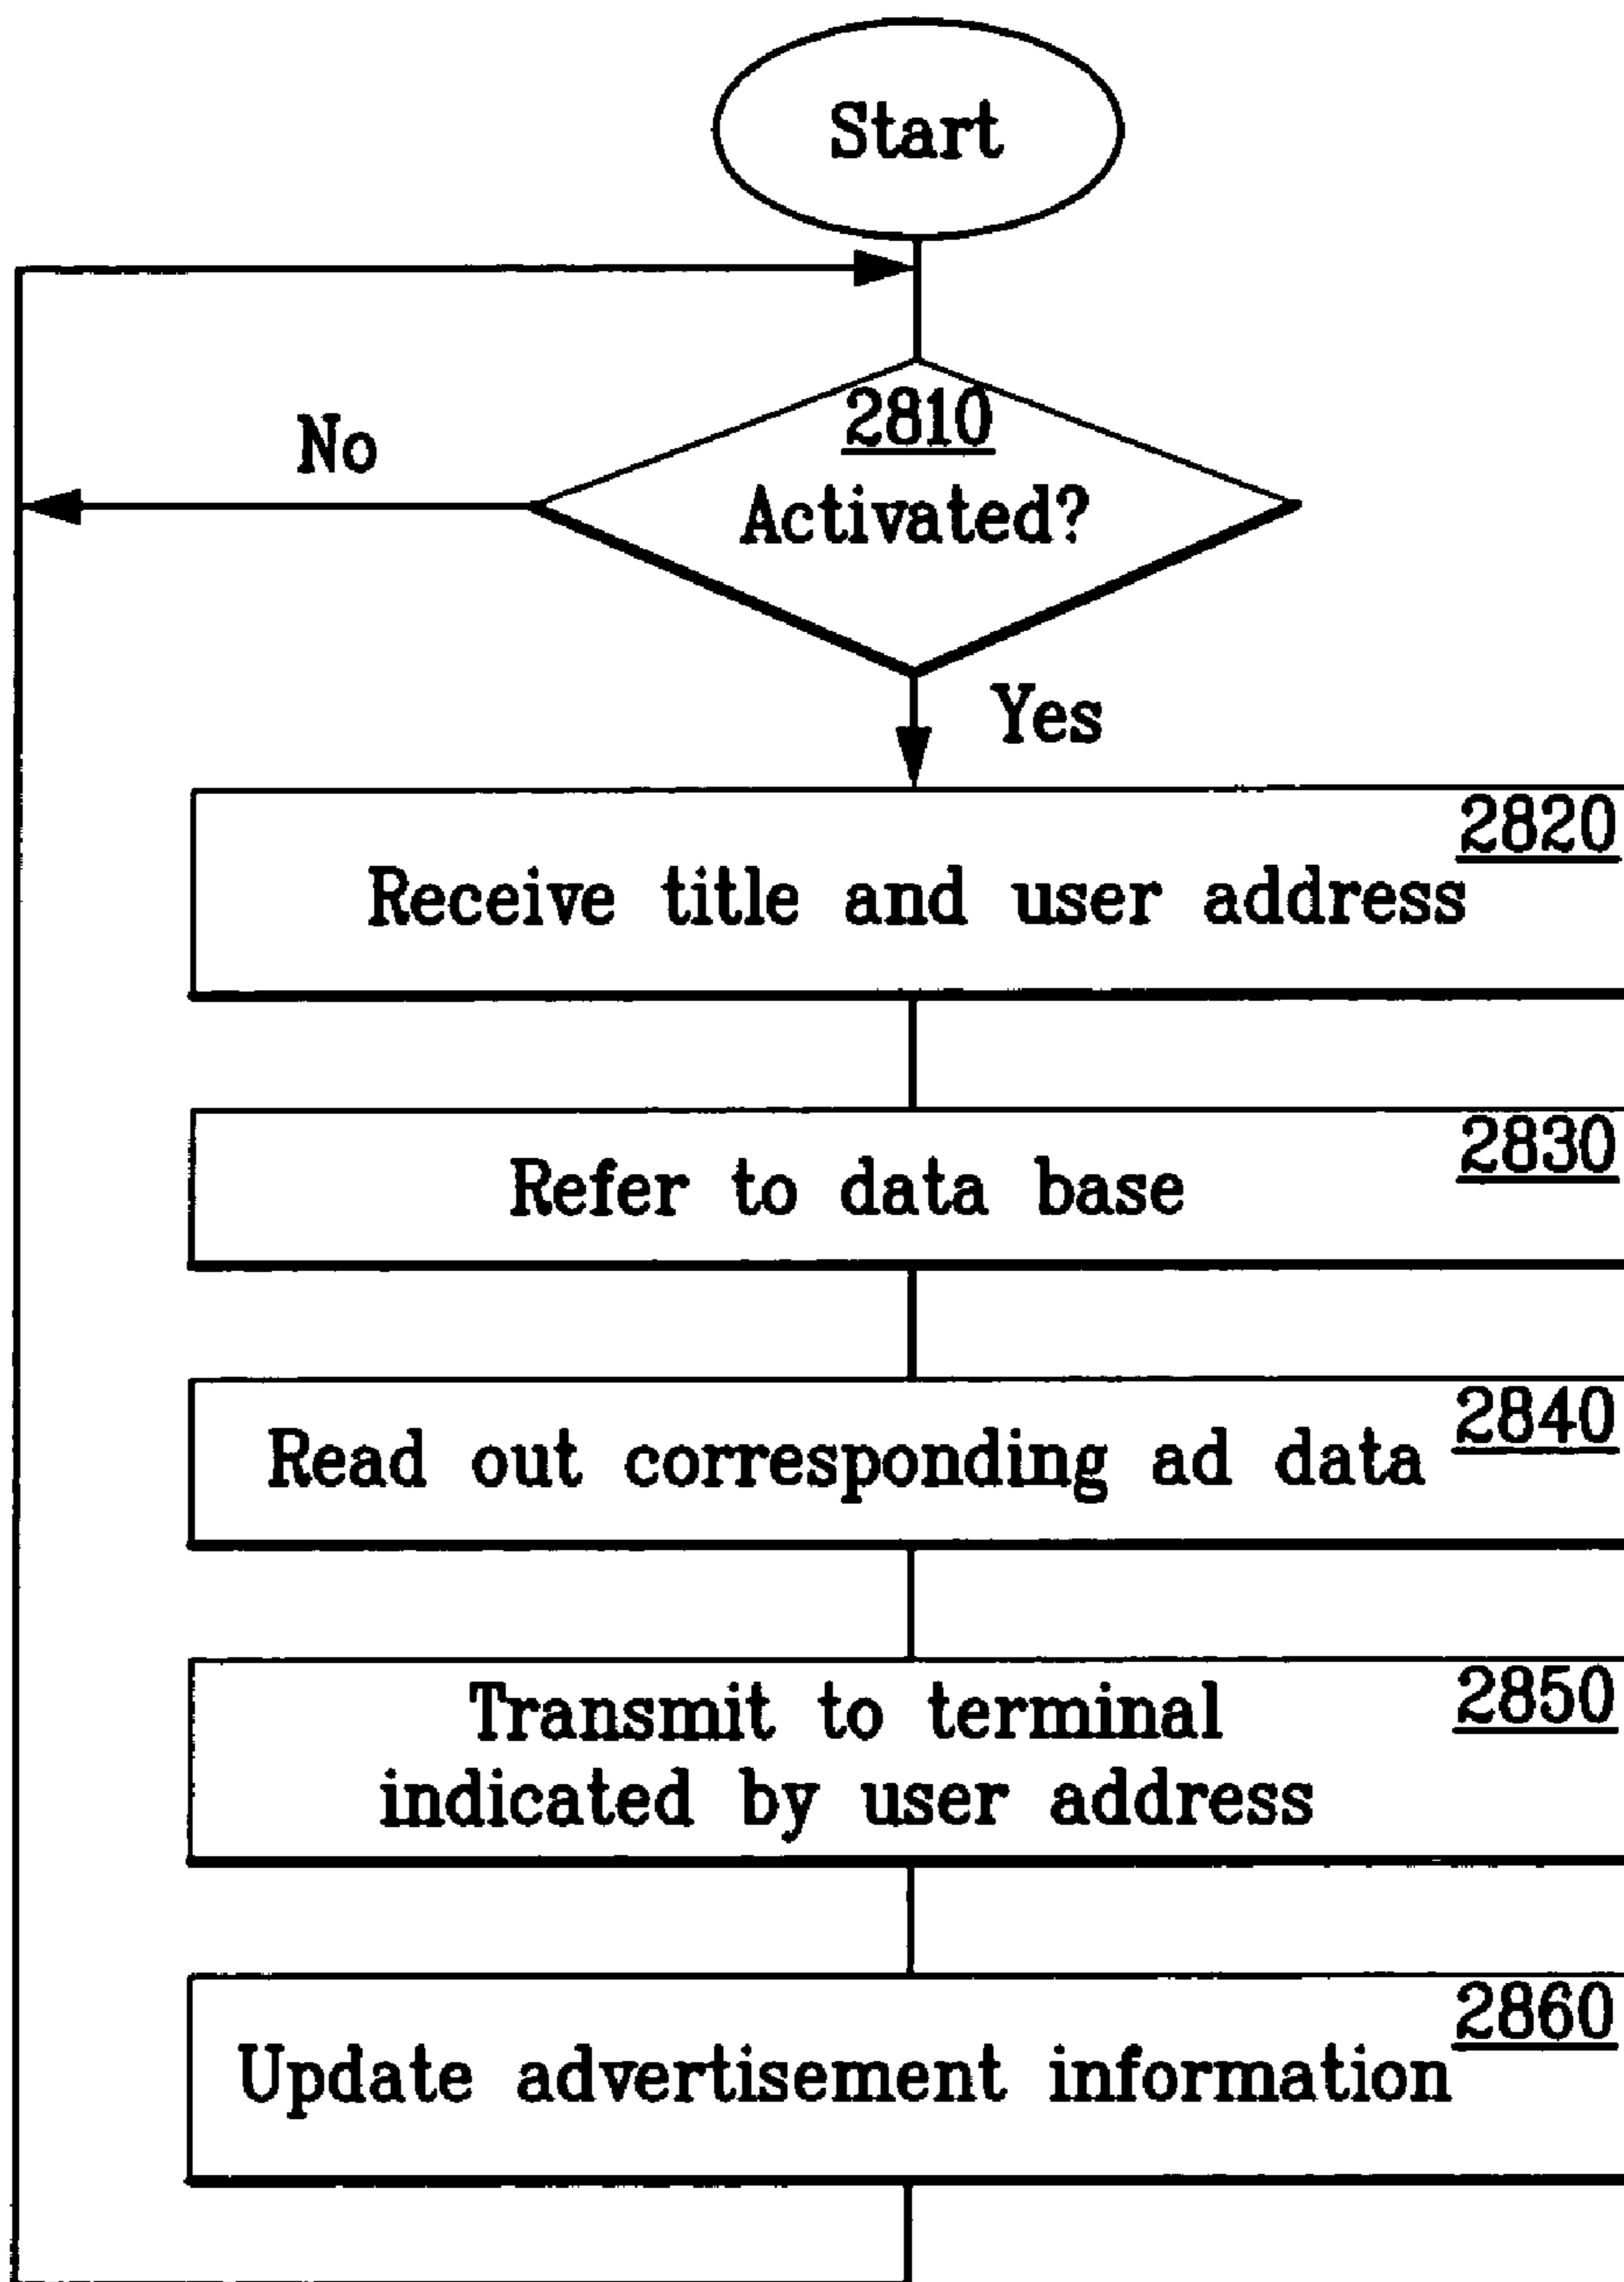 Start
2810
No
Activated?
Yes
2820
Receive title and user address
2830
Refer to data base
2840
Read out corresponding ad data
2850
Transmit to terminal
indicated by user address
2860
Update advertisement information